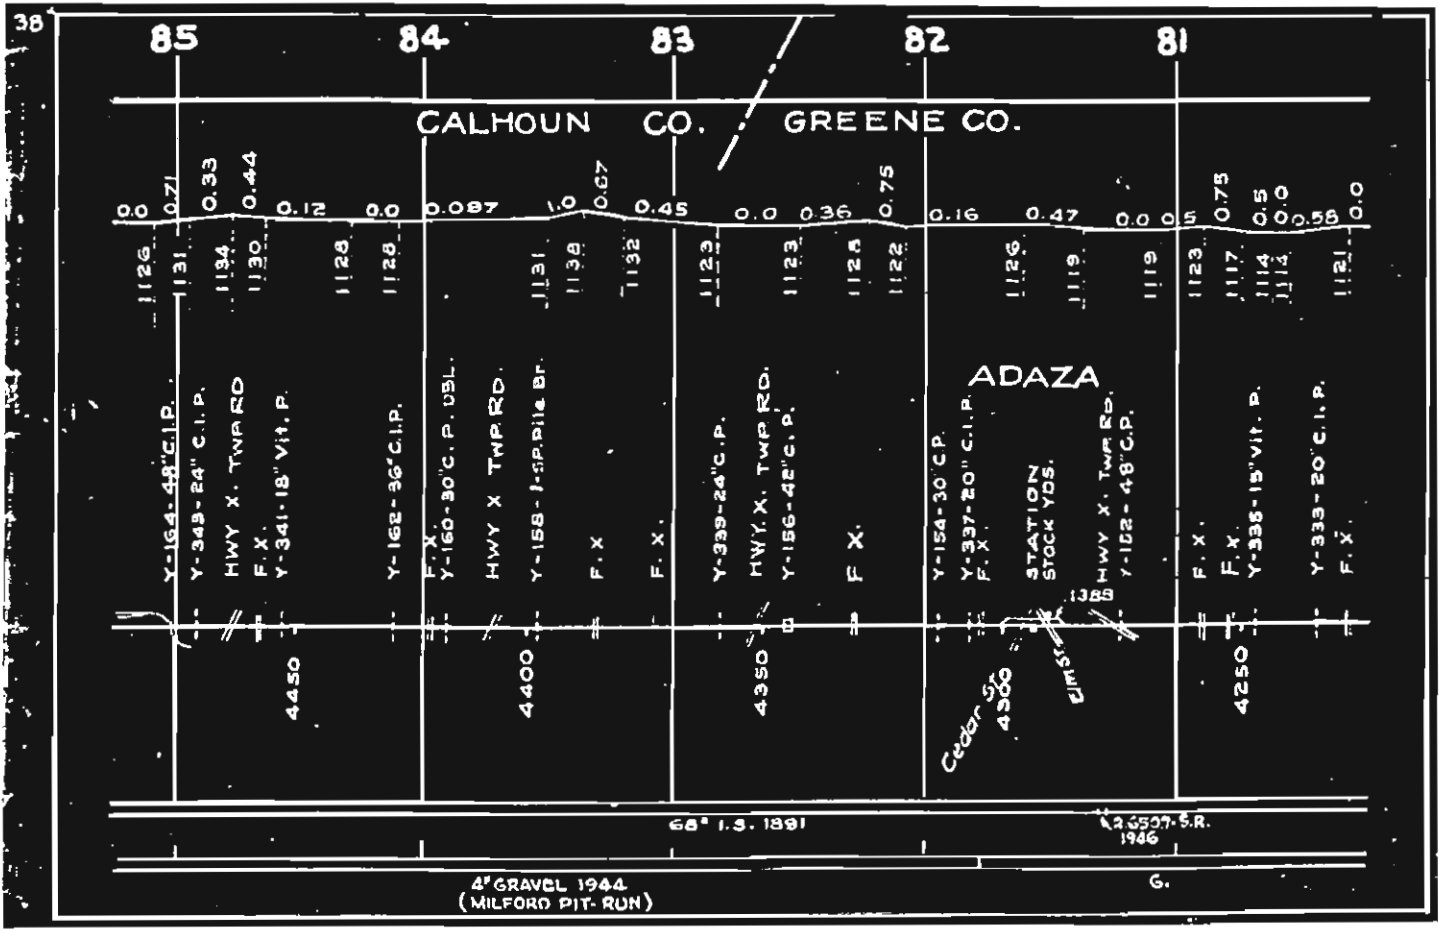 38
85 84 83 82 81
CALHOUN CO. GREENE CO.
0.0 0.71 0.33 0.44 0.12 0.0 0.097 1.0 0.67 0.45 0.0 0.36 0.75 0.16 0.47 0.0 0.5 0.75 0.5 0.0 0.58 0.0
1126 1131 1134 1130 1128 1128 1131 1138 1132 1123 1123 1125 1122 1126 1119 1119 1123 1117 1114 1114 1121
ADAZA
Y-164-48"C.I.P.
Y-343-24" C.I.P.
HWY X. TWP. RD
F. X.
Y-341-18" Vit. P.
Y-162-36"C.I.P.
F. X.
Y-160-30"C.P. DBL.
HWY X TWP. RD.
Y-158-1-SP. Pile Br.
F. X.
F. X.
Y-339-24"C.P.
HWY. X. TWP. RD.
Y-156-42"C.P.
F. X.
Y-154-30"C.P.
Y-337-20" C.I.P.
F. X.
STATION
STOCK YDS.
HWY X. TWP. Rd.
Y-152-48"C.P.
F. X.
F. X.
Y-335-15" Vit. P.
Y-333-20" C.I.P.
F. X.
1388
4450 4400 4350 4300 4250
Cedar St.
Elm St.
68# I.S. 1891
S.R.
1946
4" GRAVEL 1944
(MILFORD PIT-RUN)
G.